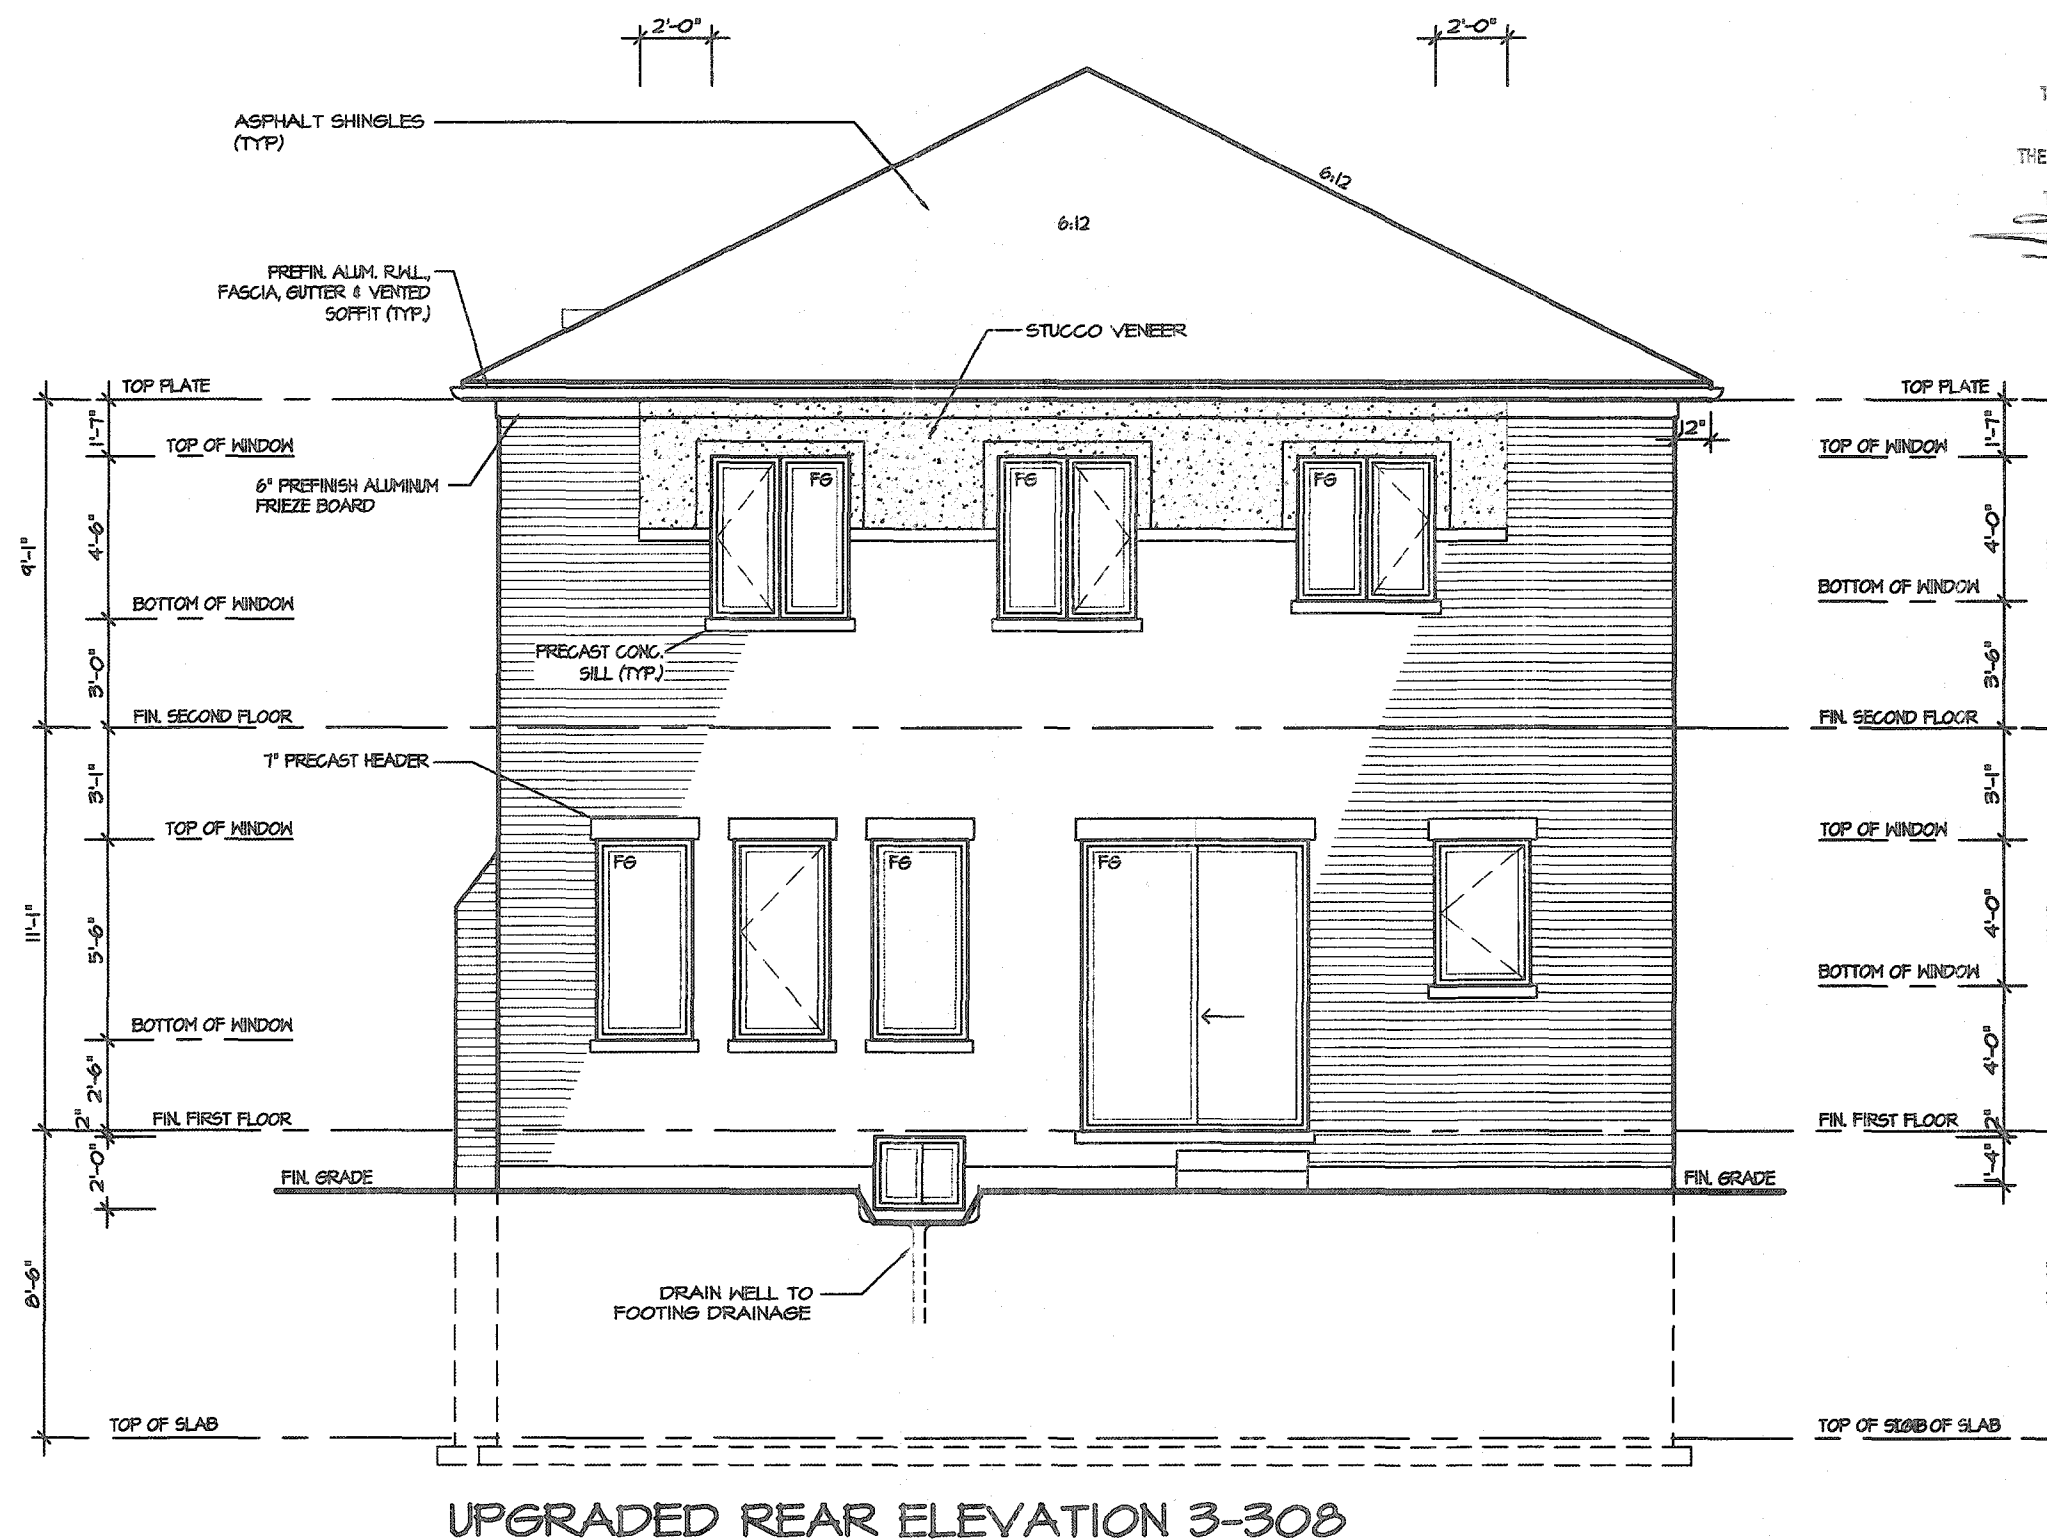 2'-0"
2'-0"
ASPHALT SHINGLES
(TYP)
6:12
6:12
THE
PREFIN. ALUM. R.W.L.,
FASCIA, GUTTER & VENTED
SOFFIT (TYP.)
STUCCO VENEER
TOP PLATE
TOP PLATE
1'-7"
12"
1'-7"
TOP OF WINDOW
TOP OF WINDOW
6" PREFINISH ALUMINUM
FRIEZE BOARD
FG
FG
FG
9'-1"
4'-6"
4'-0"
BOTTOM OF WINDOW
BOTTOM OF WINDOW
PRECAST CONC.
SILL (TYP.)
3'-0"
3'-6"
FIN. SECOND FLOOR
FIN. SECOND FLOOR
7" PRECAST HEADER
3'-1"
3'-1"
TOP OF WINDOW
TOP OF WINDOW
FG
FG
FG
11'-1"
5'-6"
4'-0"
BOTTOM OF WINDOW
BOTTOM OF WINDOW
2'-6"
4'-0"
2"
FIN. FIRST FLOOR
FIN. FIRST FLOOR
2"
2'-0"
FIN. GRADE
FIN. GRADE
1'-4"
8'-6"
DRAIN WELL TO
FOOTING DRAINAGE
TOP OF SLAB
TOP OF SLAB
UPGRADED REAR ELEVATION 3-308